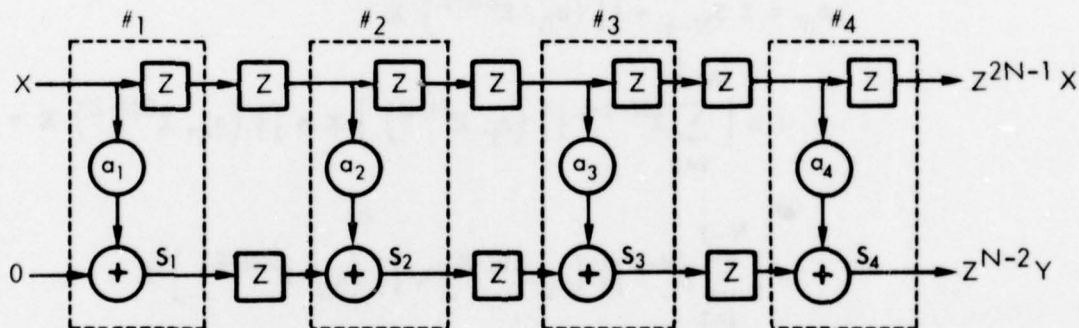 #1 #2 #3 #4
X Z Z Z Z Z Z Z Z^{2N-1} X
a₁ a₂ a₃ a₄
0 + S₁ Z + S₂ Z + S₃ Z + S₄ Z^{N-2} Y